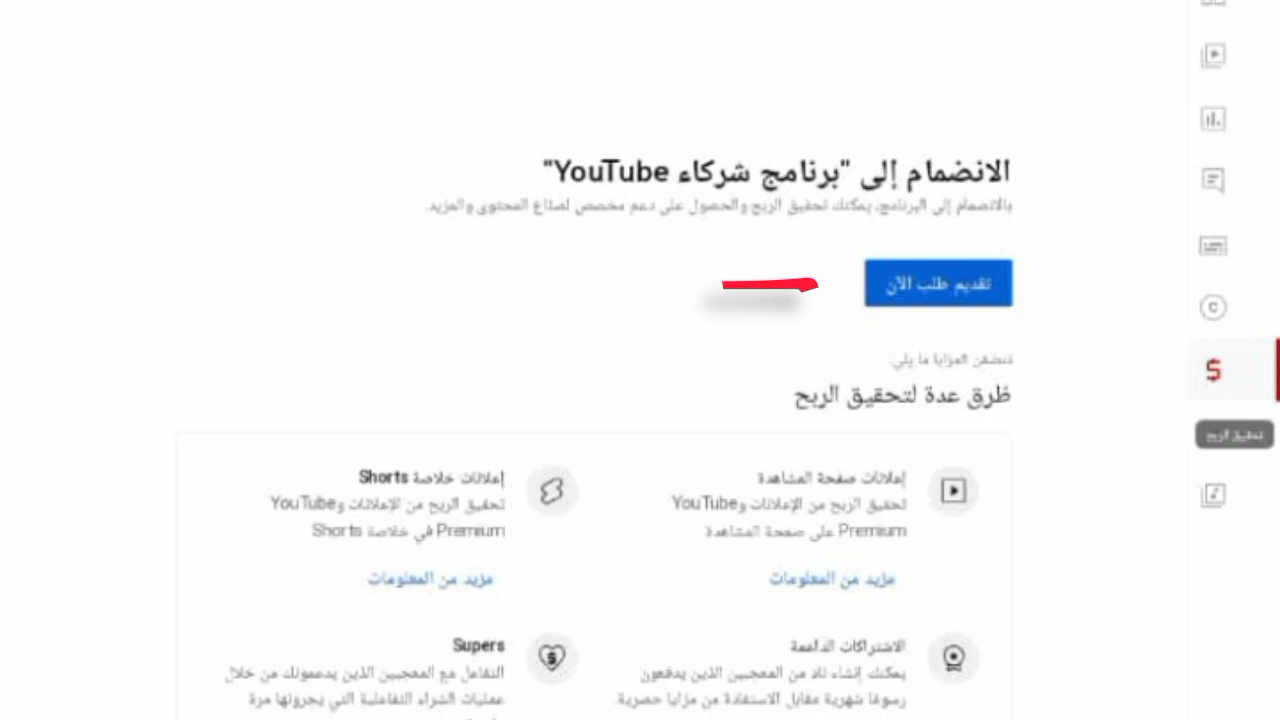 الانضمام إلى "برنامج شركاء YouTube"
بالانضمام إلى البرنامج، يمكنك تحقيق الربح والحصول على دعم مخصص لصنّاع المحتوى والمزيد.
تقديم طلب الآن
تتضمّن المزايا ما يلي:
طُرق عدة لتحقيق الربح
تحقيق الربح
إعلانات صفحة المشاهدة
تحقيق الربح من الإعلانات وYouTube
Premium على صفحة المشاهدة
مزيد من المعلومات
إعلانات خلاصة Shorts
تحقيق الربح من الإعلانات وYouTube
Premium في خلاصة Shorts
مزيد من المعلومات
الاشتراكات الداعمة
يمكنك إنشاء نادٍ من المعجبين الذين يدفعون
رسومًا شهرية مقابل الاستفادة من مزايا حصرية.
Supers
التفاعل مع المعجبين الذين يدعمونك من خلال
عمليات الشراء التفاعلية التي يجرونها مرة